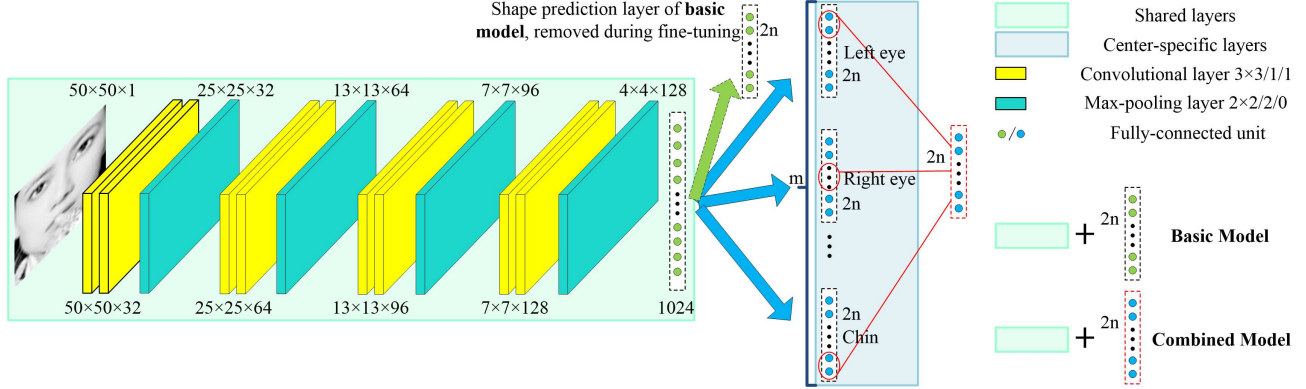 Shape prediction layer of basic
model, removed during fine-tuning
2n
50×50×1
25×25×32
13×13×64
7×7×96
4×4×128
50×50×32
25×25×64
13×13×96
7×7×128
1024
m
Left eye
2n
Right eye
2n
2n
Chin
2n
Shared layers
Center-specific layers
Convolutional layer 3×3/1/1
Max-pooling layer 2×2/2/0
/
Fully-connected unit
+
2n
Basic Model
+
2n
Combined Model